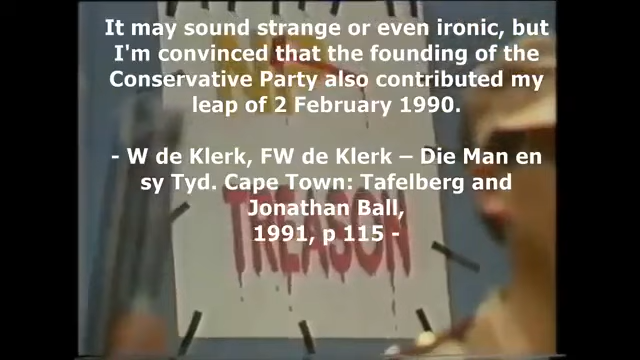 It may sound strange or even ironic, but
I'm convinced that the founding of the
Conservative Party also contributed my
leap of 2 February 1990.
- W de Klerk, FW de Klerk – Die Man en
sy Tyd. Cape Town: Tafelberg and
Jonathan Ball,
1991, p 115 -
TREASON